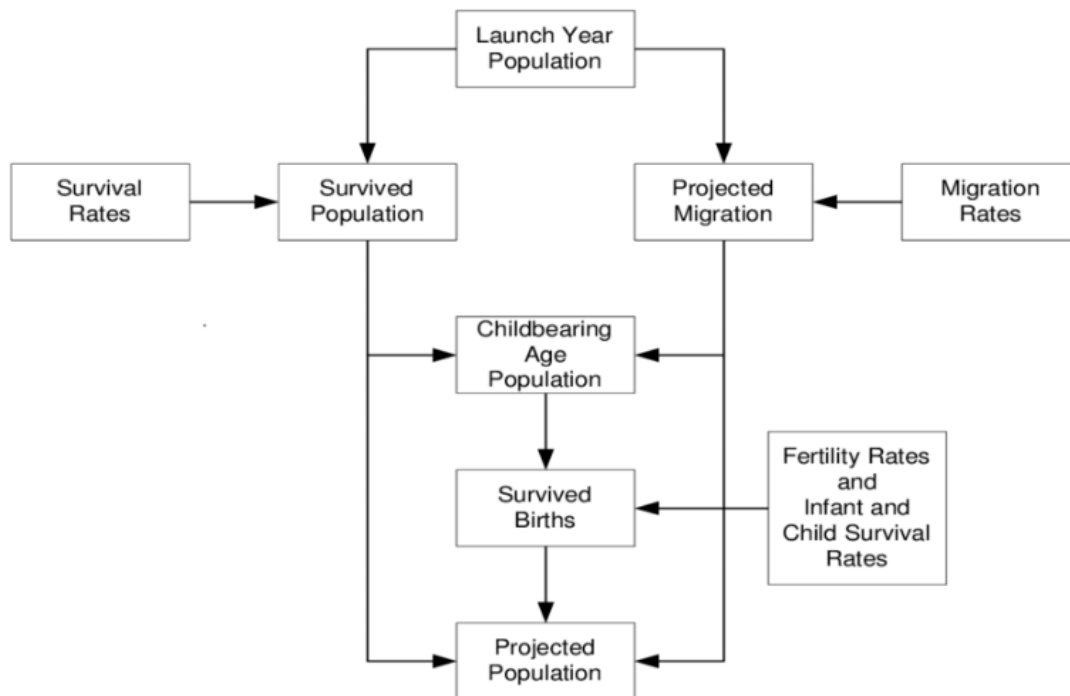 Launch Year
Population
Survival
Rates
Survived
Population
Projected
Migration
Migration
Rates
Childbearing
Age
Population
Fertility Rates
and
Infant and
Child Survival
Rates
Survived
Births
Projected
Population